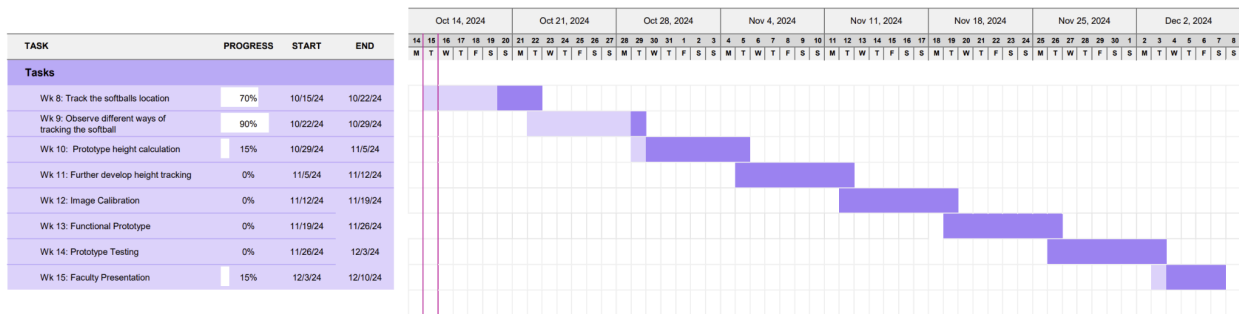 Oct 14, 2024 Oct 21, 2024 Oct 28, 2024 Nov 4, 2024 Nov 11, 2024 Nov 18, 2024 Nov 25, 2024 Dec 2, 2024
14 15 16 17 18 19 20 21 22 23 24 25 26 27 28 29 30 31 1 2 3 4 5 6 7 8 9 10 11 12 13 14 15 16 17 18 19 20 21 22 23 24 25 26 27 28 29 30 1 2 3 4 5 6 7 8
TASK PROGRESS START END M T W T F S S M T W T F S S M T W T F S S M T W T F S S M T W T F S S M T W T F S S M T W T F S S M T W T F S S
Tasks
Wk 8: Track the softballs location 70% 10/15/24 10/22/24
Wk 9: Observe different ways of
tracking the softball 90% 10/22/24 10/29/24
Wk 10: Prototype height calculation 15% 10/29/24 11/5/24
Wk 11: Further develop height tracking 0% 11/5/24 11/12/24
Wk 12: Image Calibration 0% 11/12/24 11/19/24
Wk 13: Functional Prototype 0% 11/19/24 11/26/24
Wk 14: Prototype Testing 0% 11/26/24 12/3/24
Wk 15: Faculty Presentation 15% 12/3/24 12/10/24